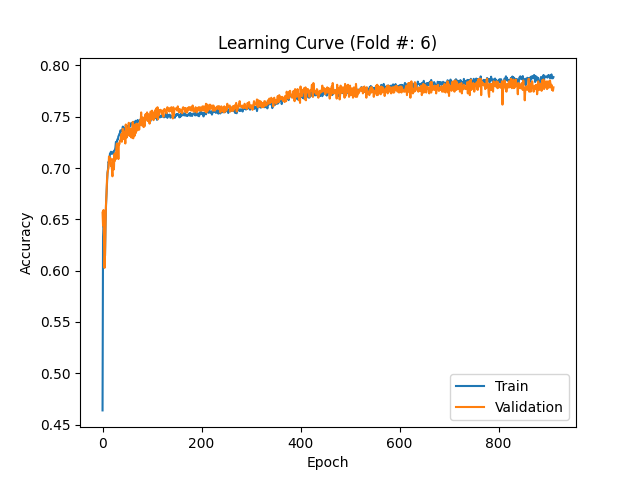 Learning Curve (Fold #: 6)
0.80
0.75
0.70
0.65
0.60
0.55
0.50
0.45
Accuracy
0 200 400 600 800
Epoch
Train
Validation